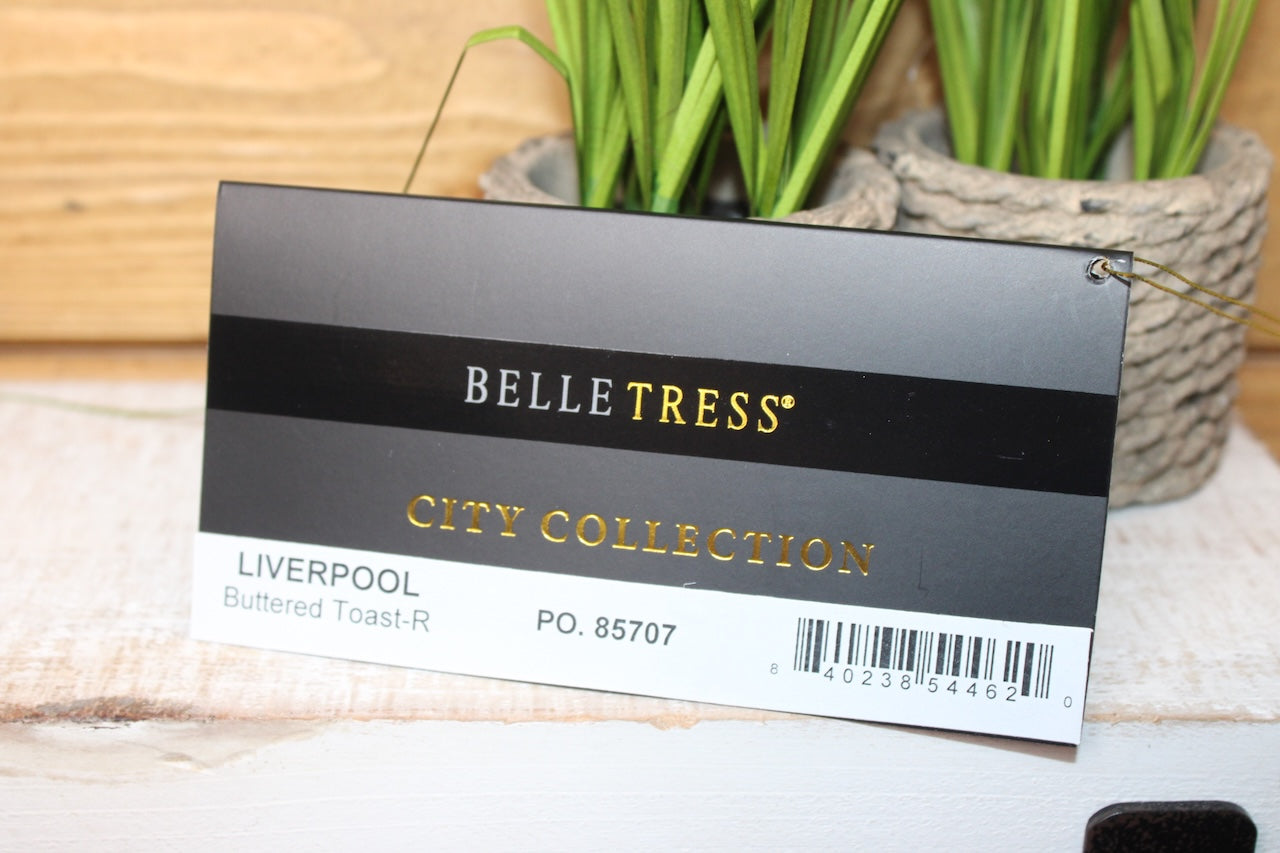 BELLE TRESS®
CITY COLLECTION
LIVERPOOL
Buttered Toast-R
PO. 85707
8 40238 54462 0